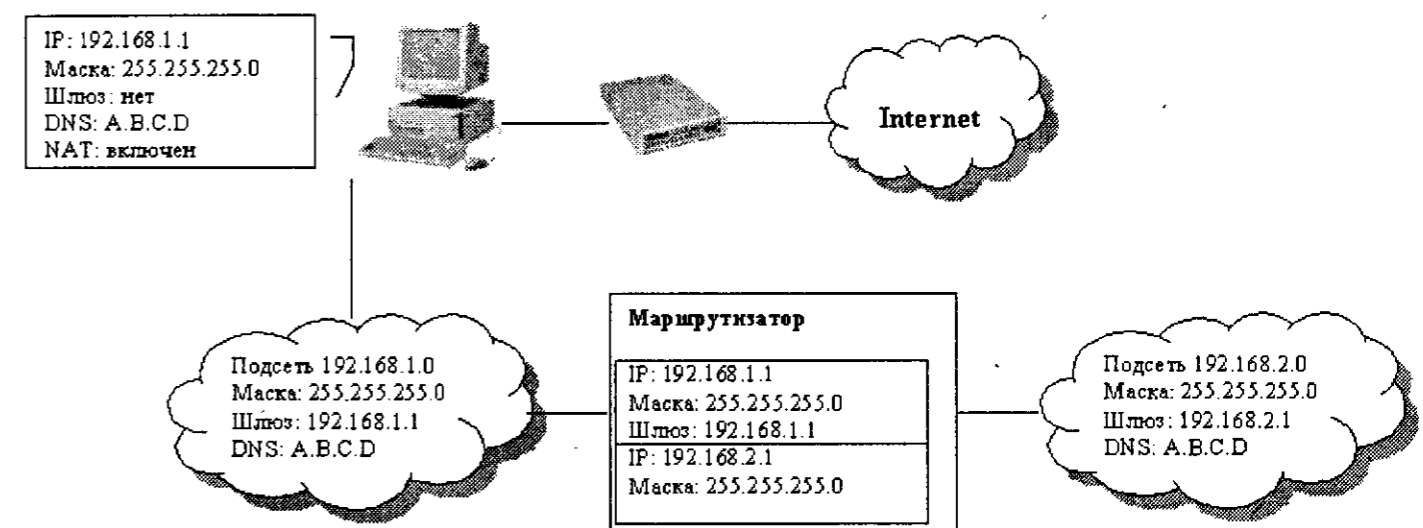 IP: 192.168.1.1
Маска: 255.255.255.0
Шлюз: нет
DNS: A.B.C.D
NAT: включен
Internet
Подсеть 192.168.1.0
Маска: 255.255.255.0
Шлюз: 192.168.1.1
DNS: A.B.C.D
Маршрутизатор
IP: 192.168.1.1
Маска: 255.255.255.0
Шлюз: 192.168.1.1
IP: 192.168.2.1
Маска: 255.255.255.0
Подсеть 192.168.2.0
Маска: 255.255.255.0
Шлюз: 192.168.2.1
DNS: A.B.C.D